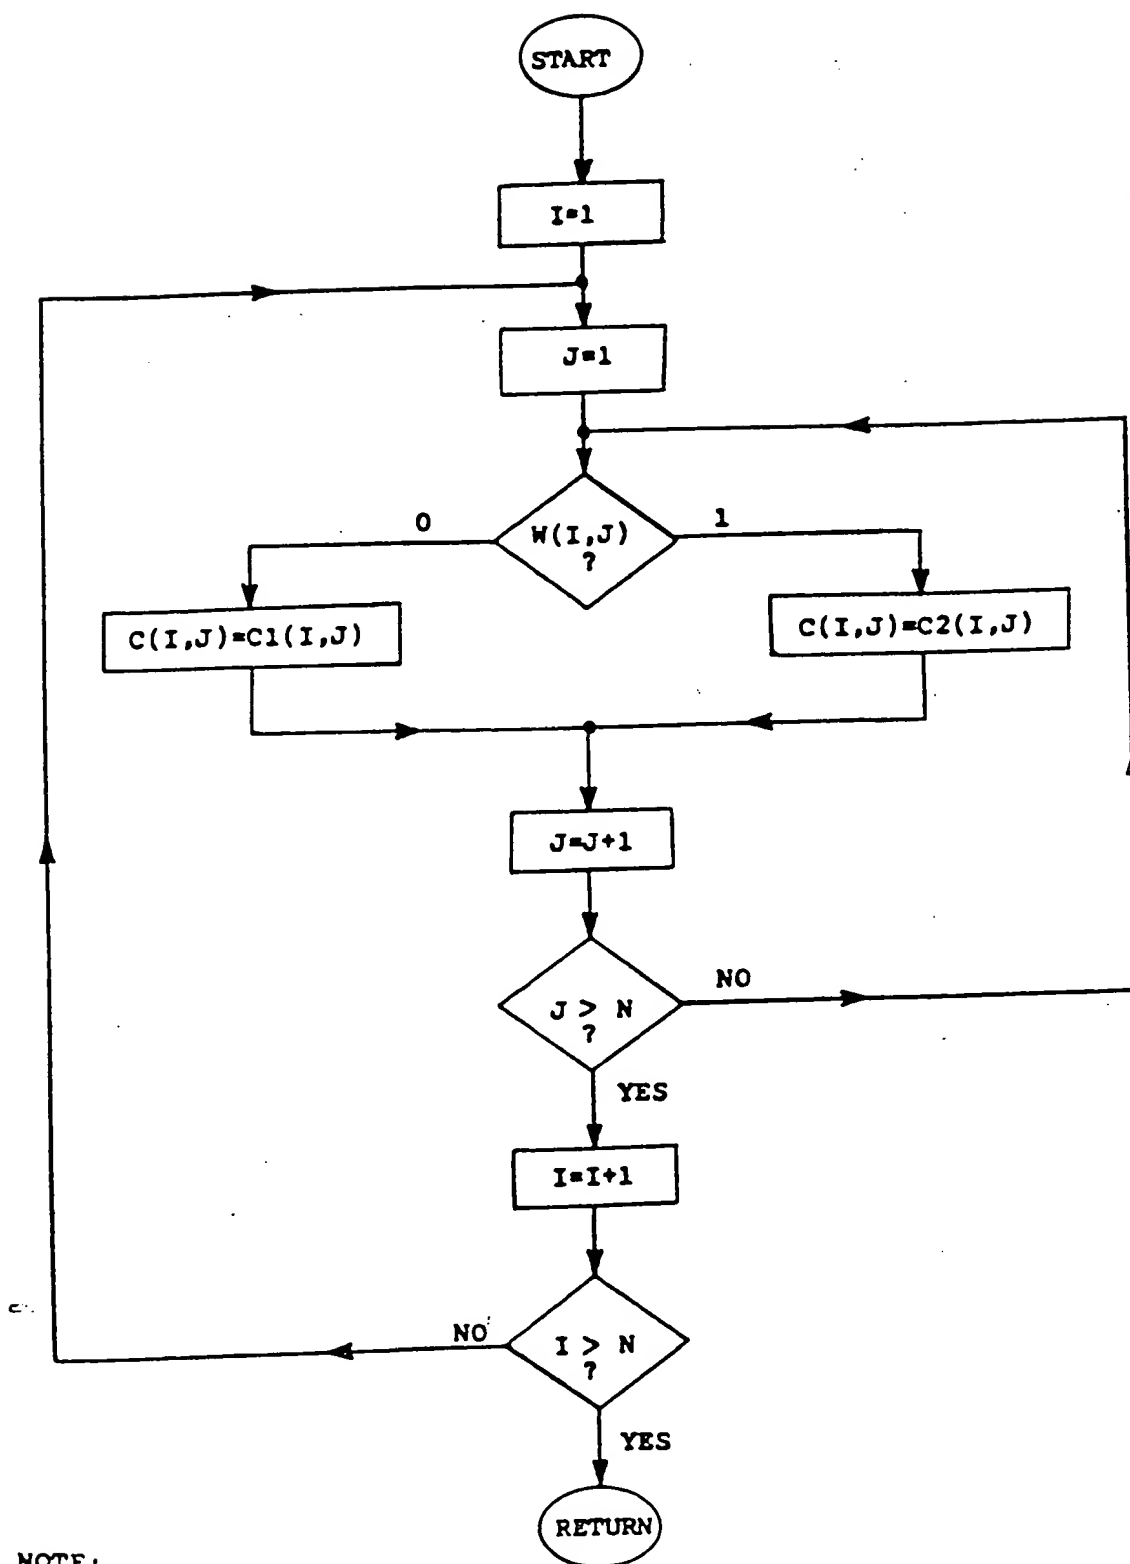 START
I=1
J=1
0
W(I,J)
?
1
C(I,J)=C1(I,J)
C(I,J)=C2(I,J)
J=J+1
J > N
?
NO
YES
I=I+1
NO
I > N
?
YES
RETURN
NOTE: